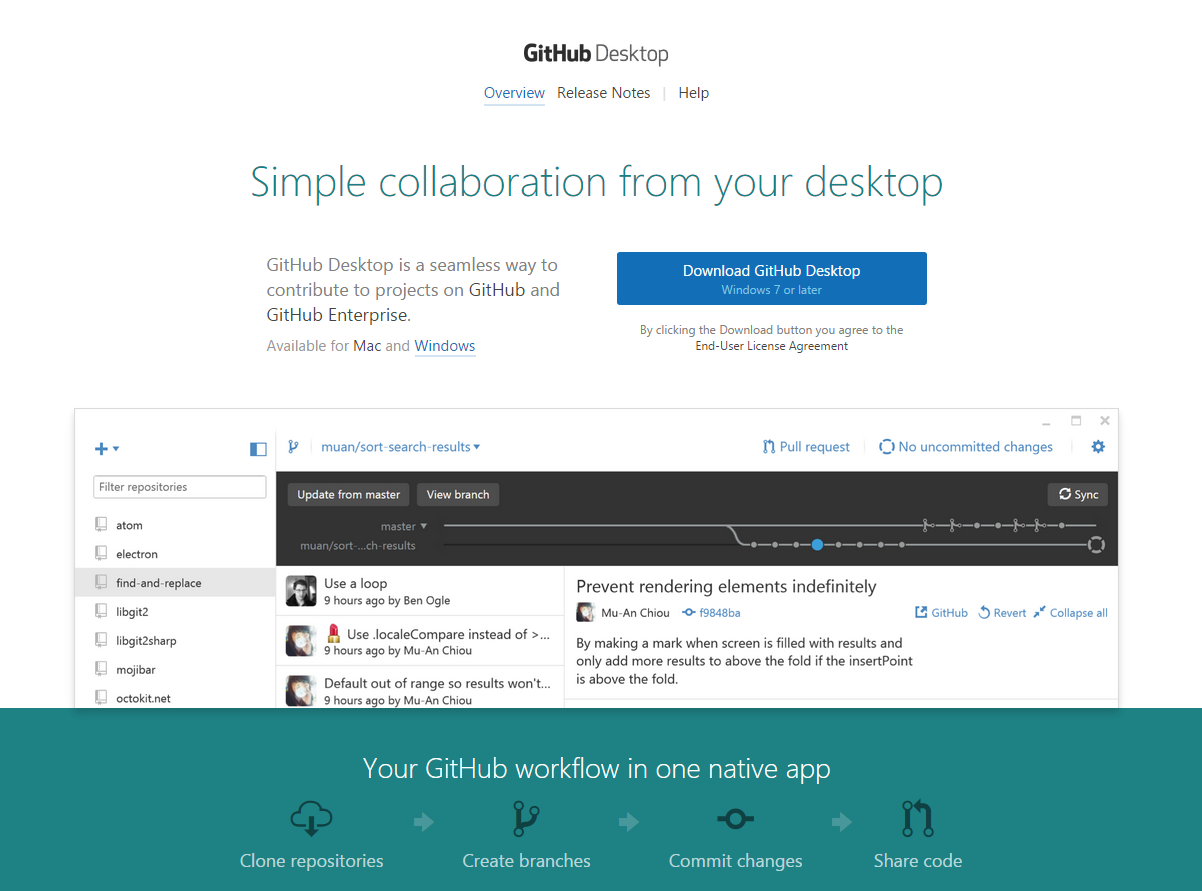 GitHub Desktop
Overview Release Notes | Help
Simple collaboration from your desktop
GitHub Desktop is a seamless way to
contribute to projects on GitHub and
GitHub Enterprise.
Available for Mac and Windows
Download GitHub Desktop
Windows 7 or later
By clicking the Download button you agree to the
End-User License Agreement
muan/sort-search-results
Pull request
No uncommitted changes
Filter repositories
atom
electron
find-and-replace
libgit2
libgit2sharp
mojibar
octokit.net
Update from master
View branch
Sync
master
muan/sort-...ch-results
Use a loop
9 hours ago by Ben Ogle
Use .localeCompare instead of >...
9 hours ago by Mu-An Chiou
Default out of range so results won't...
9 hours ago by Mu-An Chiou
Prevent rendering elements indefinitely
Mu-An Chiou f9848ba
GitHub Revert Collapse all
By making a mark when screen is filled with results and
only add more results to above the fold if the insertPoint
is above the fold.
Your GitHub workflow in one native app
Clone repositories
Create branches
Commit changes
Share code